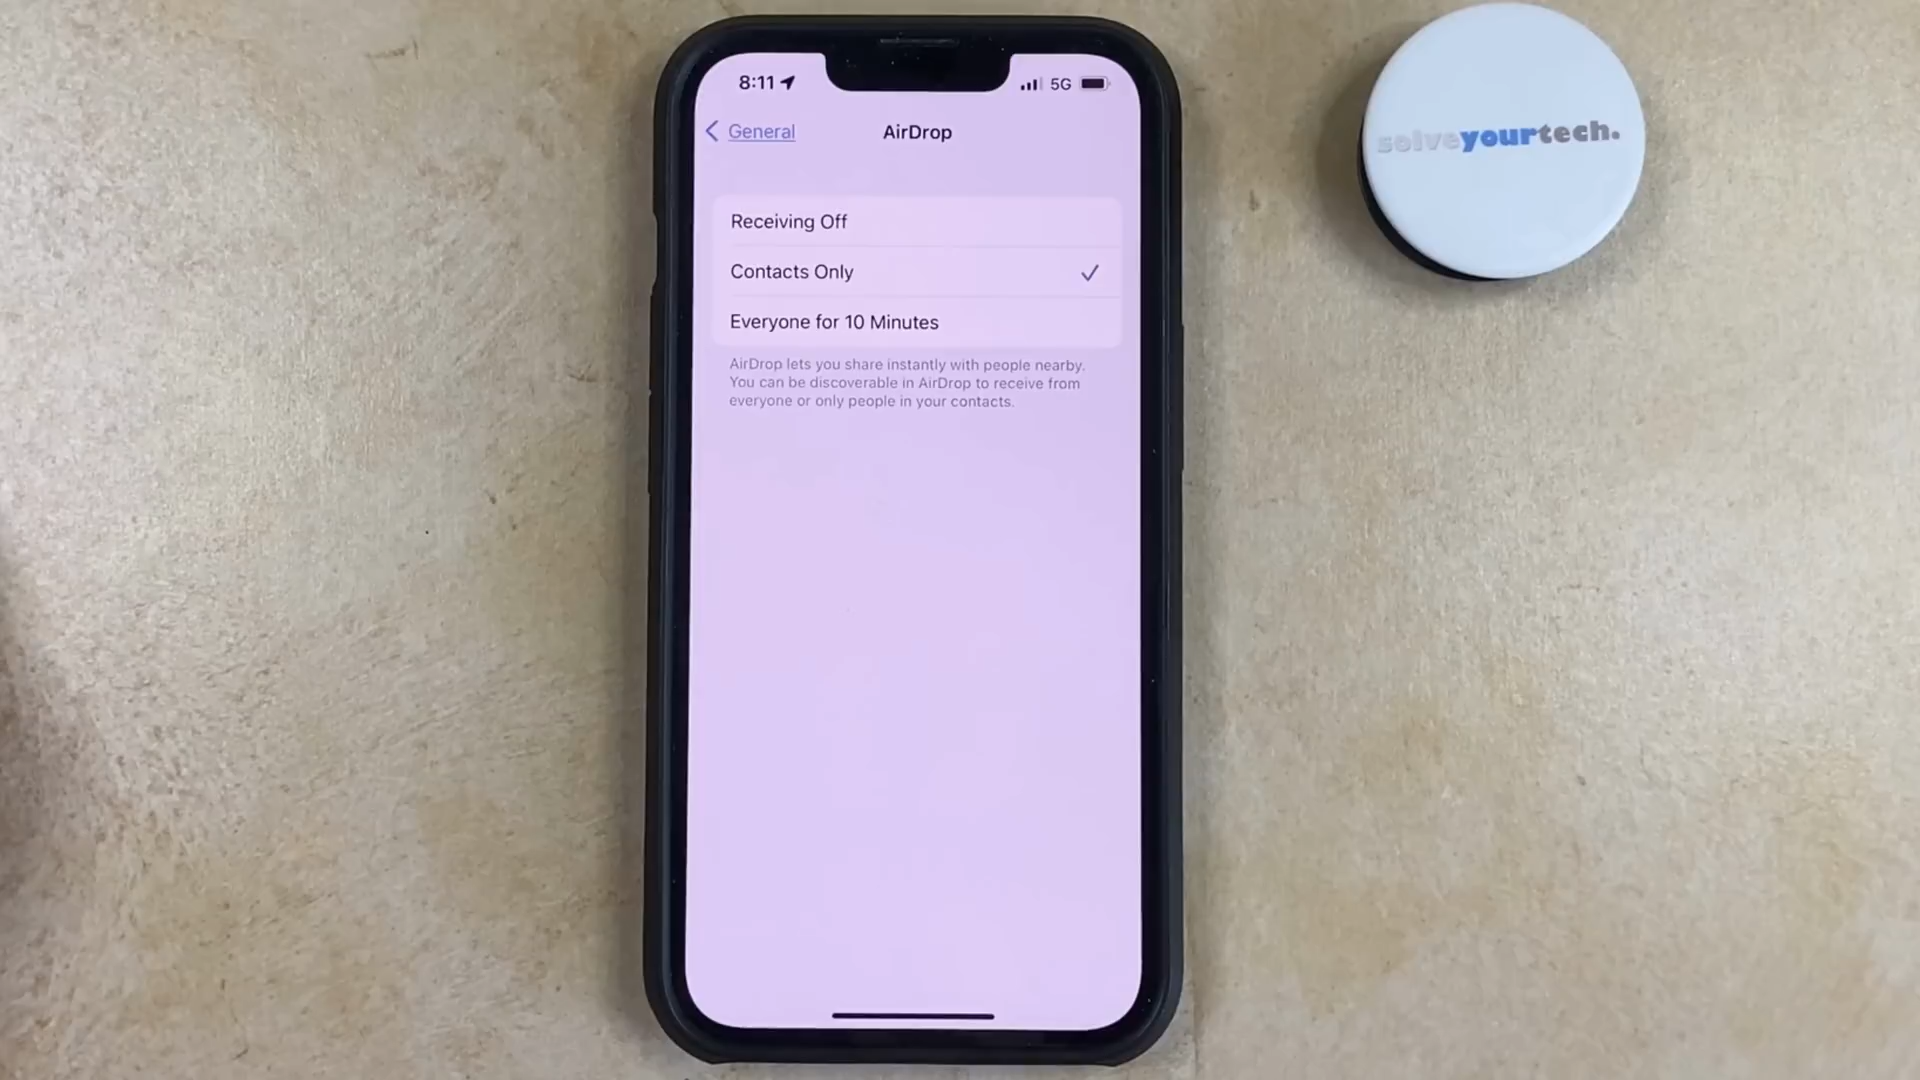 8:11
5G
General
AirDrop
Receiving Off
Contacts Only
Everyone for 10 Minutes
AirDrop lets you share instantly with people nearby.
You can be discoverable in AirDrop to receive from
everyone or only people in your contacts.
solveyourtech.